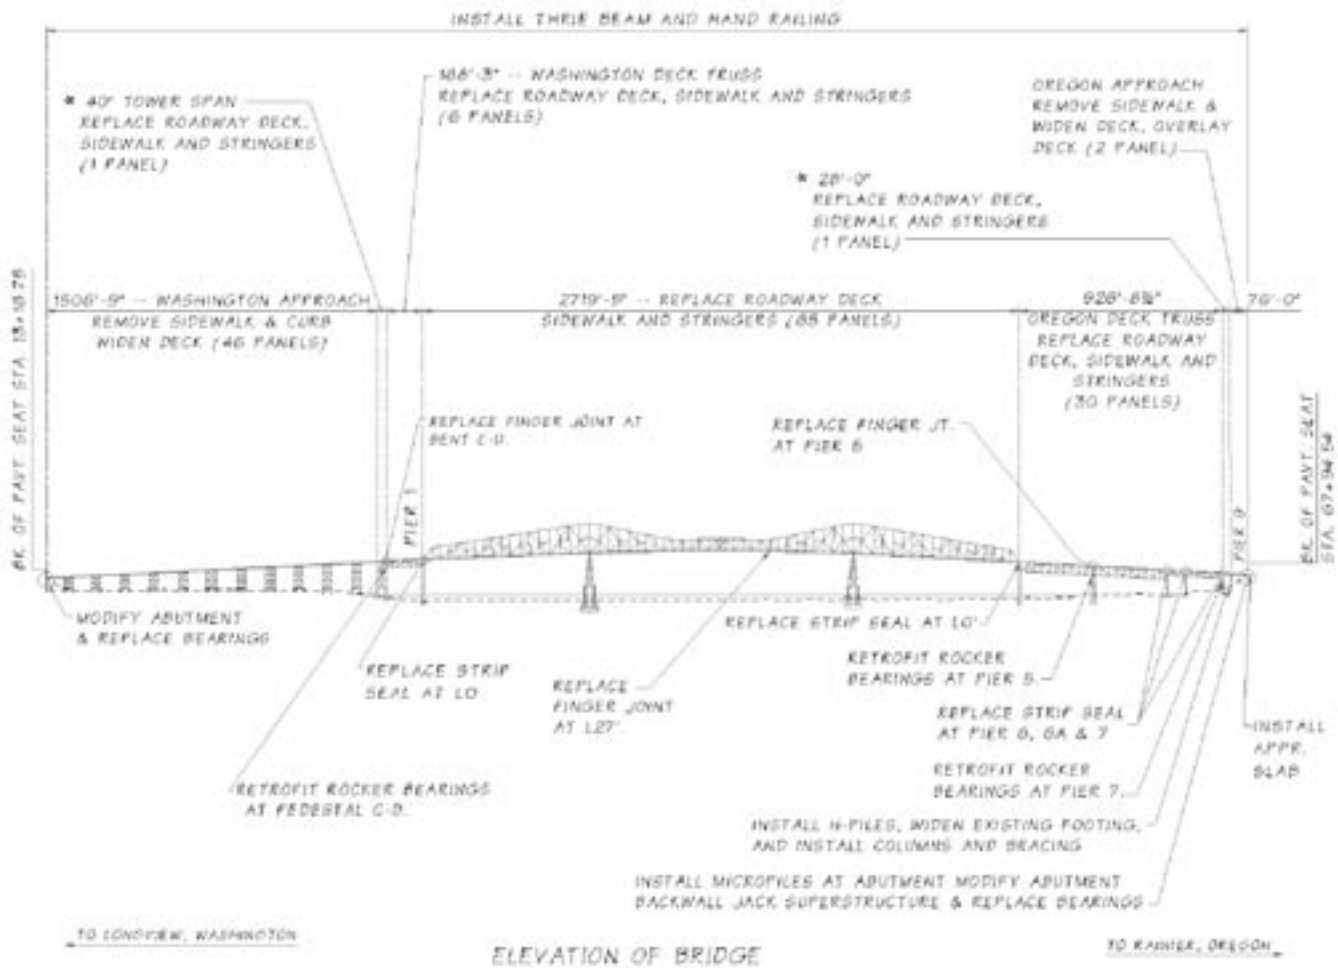 INSTALL THRIE BEAM AND HAND RAILING
188'-3" -- WASHINGTON DECK TRUSS
REPLACE ROADWAY DECK, SIDEWALK AND STRINGERS
(6 PANELS)
* 40' TOWER SPAN
REPLACE ROADWAY DECK,
SIDEWALK AND STRINGERS
(1 PANEL)
OREGON APPROACH
REMOVE SIDEWALK &
WIDEN DECK, OVERLAY
DECK (2 PANEL)
* 28'-0"
REPLACE ROADWAY DECK,
SIDEWALK AND STRINGERS
(1 PANEL)
BK. OF PAVT. SEAT STA. 13+18.75
1506'-9" -- WASHINGTON APPROACH
REMOVE SIDEWALK & CURB
WIDEN DECK (46 PANELS)
2719'-9" -- REPLACE ROADWAY DECK
SIDEWALK AND STRINGERS (88 PANELS)
OREGON DECK TRUSS
REPLACE ROADWAY
DECK, SIDEWALK AND
STRINGERS
(30 PANELS)
76'-0"
BK. OF PAVT. SEAT
STA. 67+94.54
REPLACE FINGER JOINT AT
BENT C-D.
REPLACE FINGER JT.
AT PIER
PIER 1
PIER 9
MODIFY ABUTMENT
& REPLACE BEARINGS
REPLACE STRIP
SEAL AT L0
REPLACE
FINGER JOINT
AT L27'
REPLACE STRIP SEAL AT L0'
RETROFIT ROCKER
BEARINGS AT PIER 5
REPLACE STRIP SEAL
AT PIER 6, 6A & 7
INSTALL
APPR.
SLAB
RETROFIT ROCKER
BEARINGS AT PIER 7
RETROFIT ROCKER BEARINGS
AT PEDESTAL C-D.
INSTALL H-PILES, WIDEN EXISTING FOOTING,
AND INSTALL COLUMNS AND BRACING
INSTALL MICROPILES AT ABUTMENT MODIFY ABUTMENT
BACKWALL JACK SUPERSTRUCTURE & REPLACE BEARINGS
TO LONGVIEW, WASHINGTON
ELEVATION OF BRIDGE
TO RAINIER, OREGON